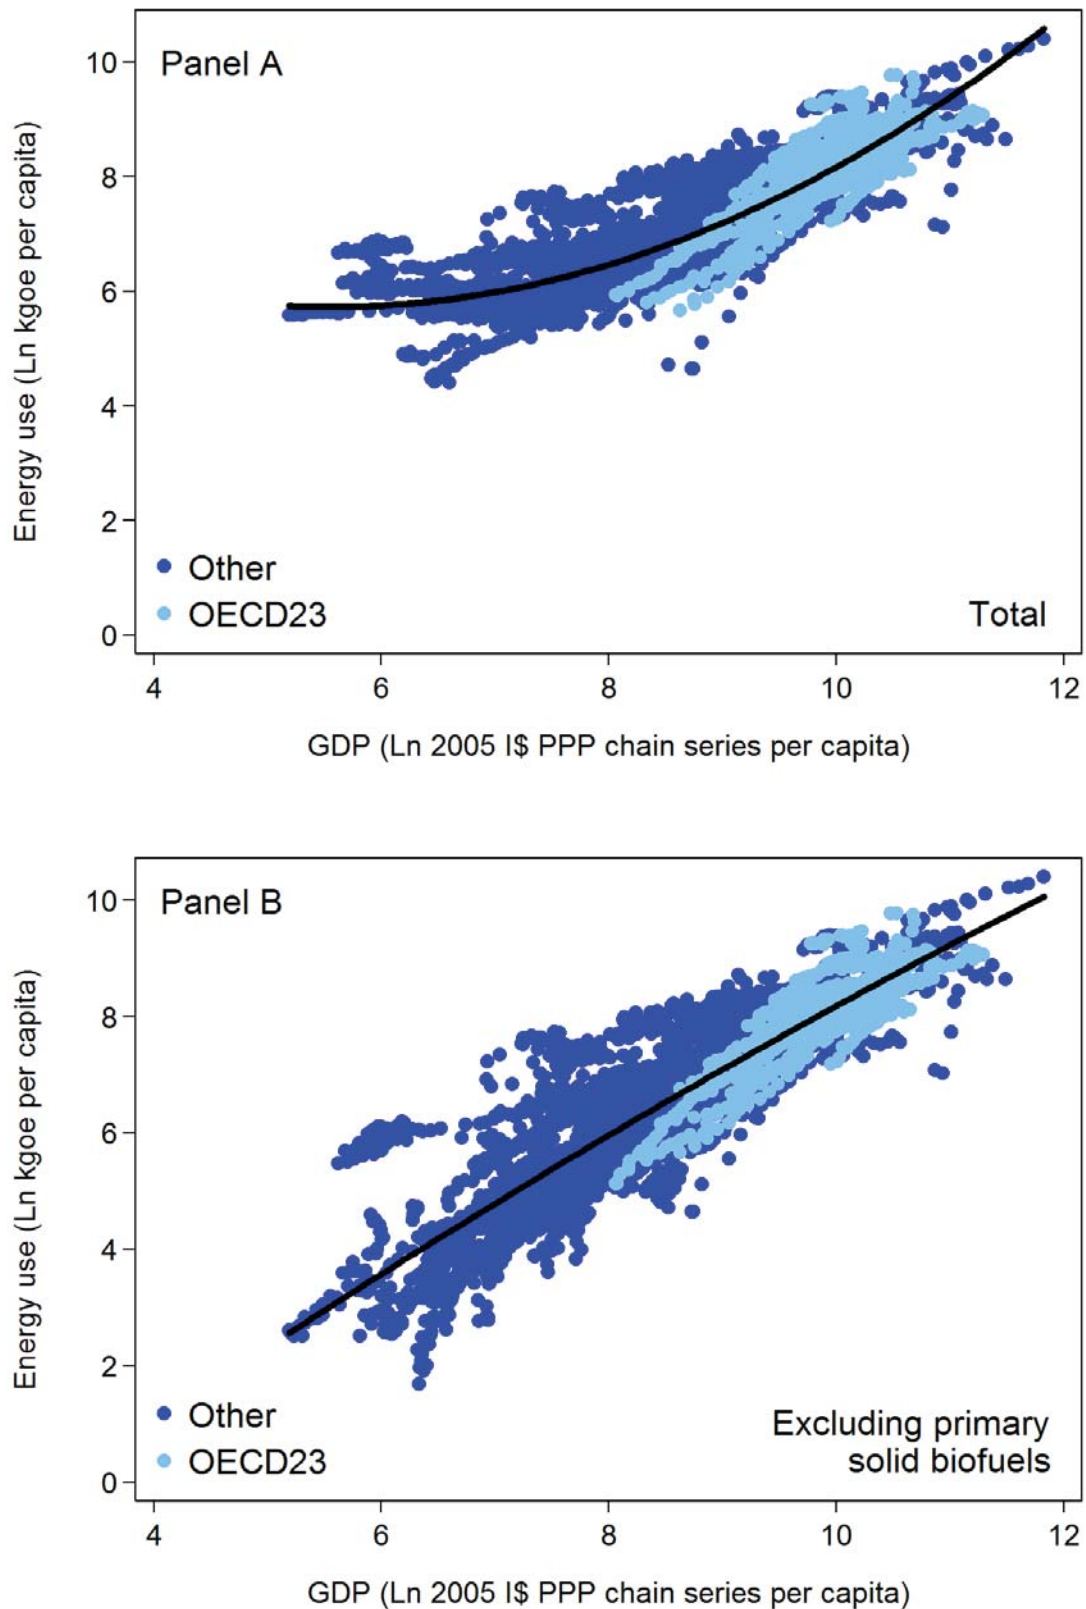 Panel A
10
8
6
4
2
0
Energy use (Ln kgoe per capita)
Other
OECD23
Total
4 6 8 10 12
GDP (Ln 2005 I$ PPP chain series per capita)
Panel B
10
8
6
4
2
0
Energy use (Ln kgoe per capita)
Other
OECD23
Excluding primary
solid biofuels
4 6 8 10 12
GDP (Ln 2005 I$ PPP chain series per capita)